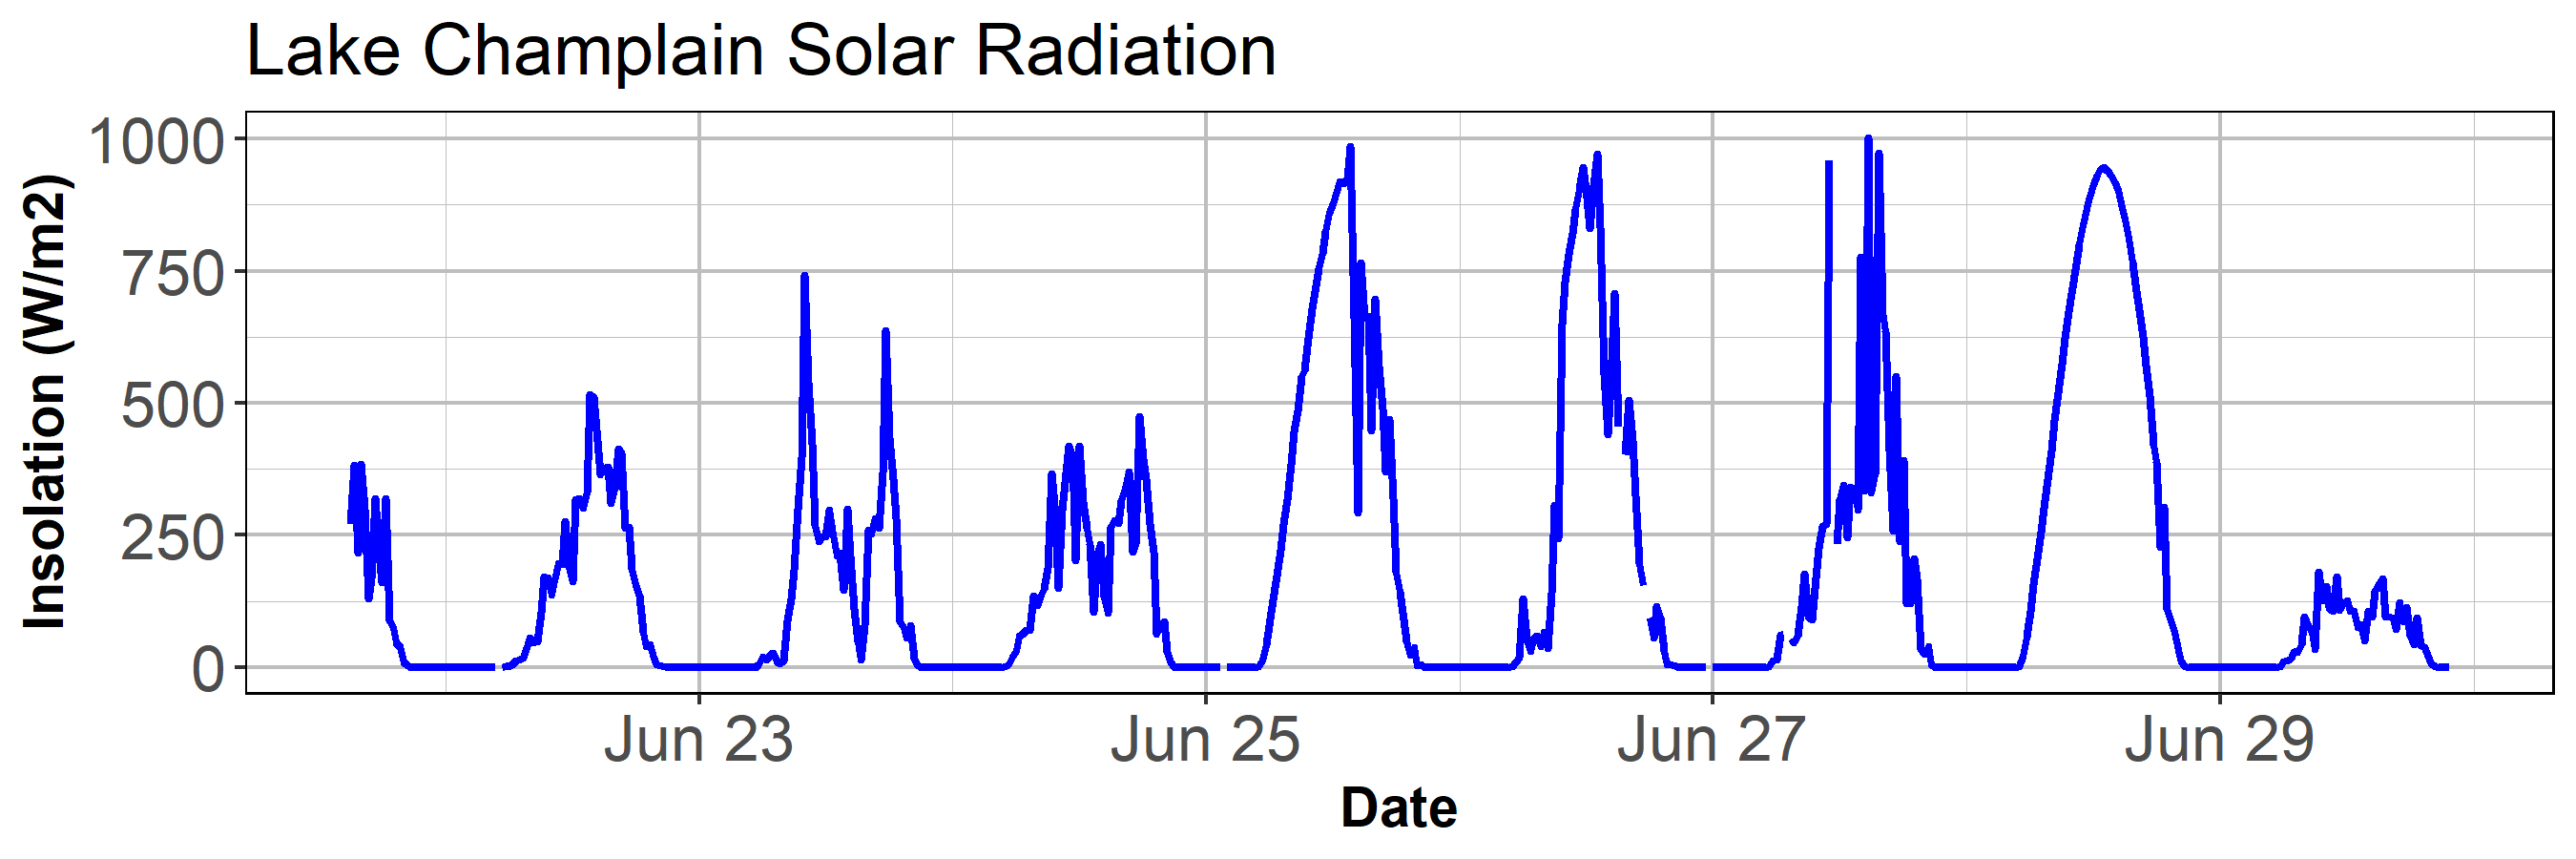 Lake Champlain Solar Radiation
Insolation (W/m2)
1000
750
500
250
0
Jun 23 Jun 25 Jun 27 Jun 29
Date